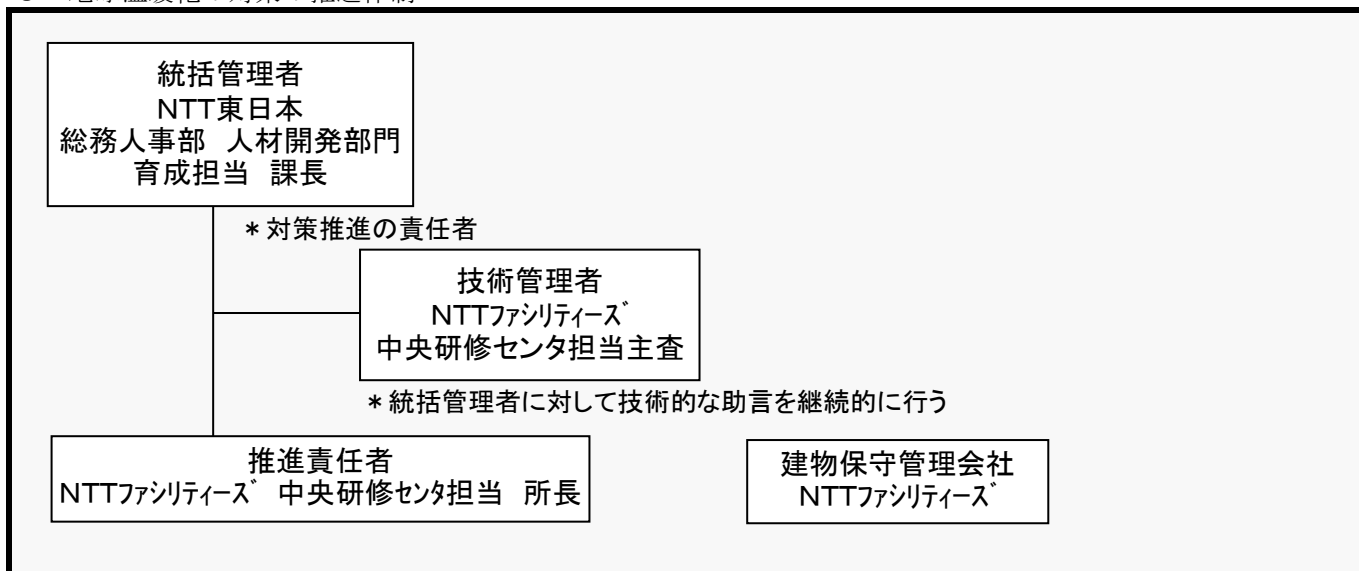 統括管理者
NTT東日本
総務人事部 人材開発部門
育成担当 課長
*対策推進の責任者
技術管理者
NTTファシリティーズ
中央研修センタ担当主査
*統括管理者に対して技術的な助言を継続的に行う
推進責任者
NTTファシリティーズ 中央研修センタ担当 所長
建物保守管理会社
NTTファシリティーズ